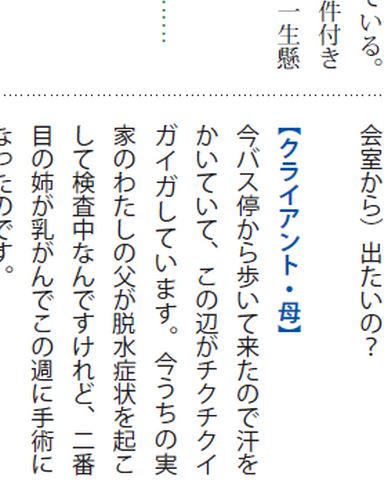 ている。
件付き
一生懸
会室から）出たいの？
【クライアント・母】
今バス停から歩いて来たので汗を
かいていて、この辺がチクチクイ
ガイガしています。今うちの実
家のわたしの父が脱水症状を起こ
して検査中なんですけれど、二番
目の姉が乳がんでこの週に手術に
なったのです。